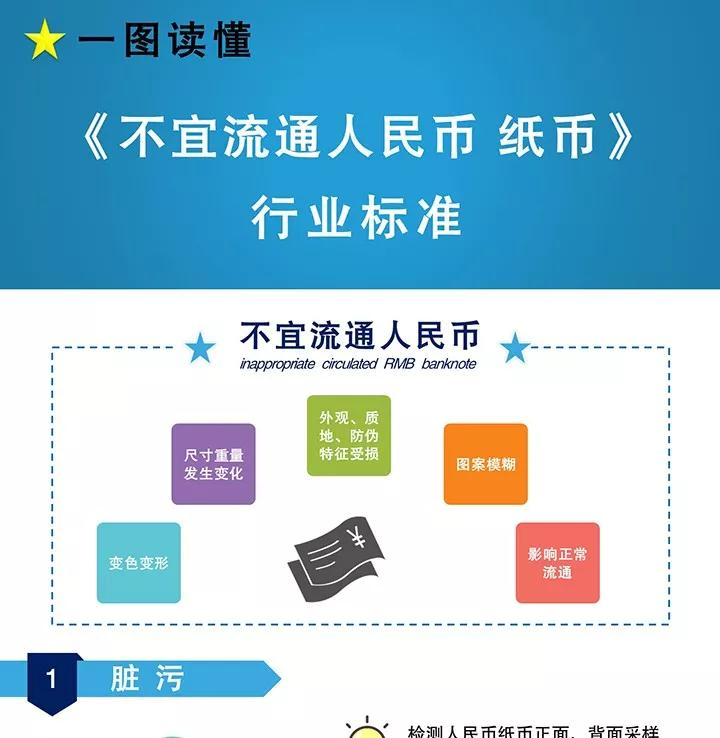 一图读懂
《不宜流通人民币 纸币》
行业标准
不宜流通人民币
inappropriate circulated RMB banknote
外观、质
地、防伪
特征受损
尺寸重量
发生变化
图案模糊
变色变形
影响正常
流通
1 脏污
检测人民币纸币正面、背面采样